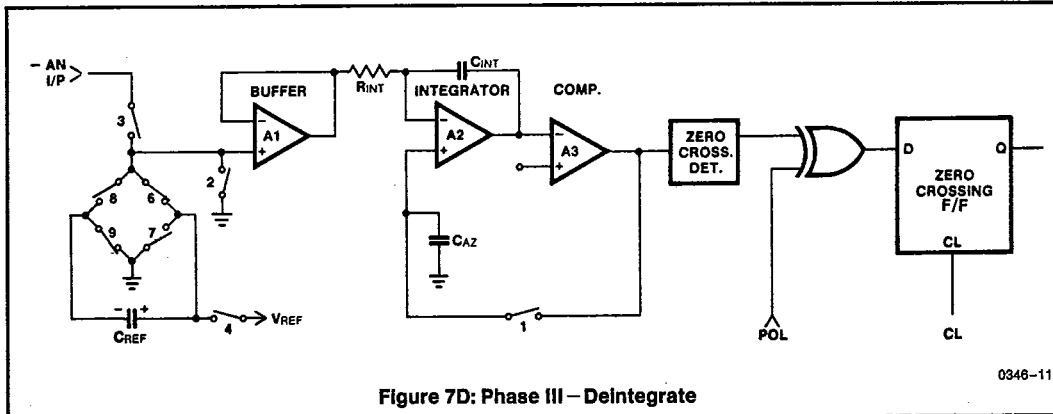 – AN
I/P
3
BUFFER
–
A1
+
2
8
6
9
7
– +
CREF
4
VREF
RINT
CINT
INTEGRATOR
–
A2
+
CAZ
1
COMP.
–
A3
+
ZERO
CROSS.
DET.
POL
D
Q
ZERO
CROSSING
F/F
CL
CL
0346–11
Figure 7D: Phase III – Deintegrate